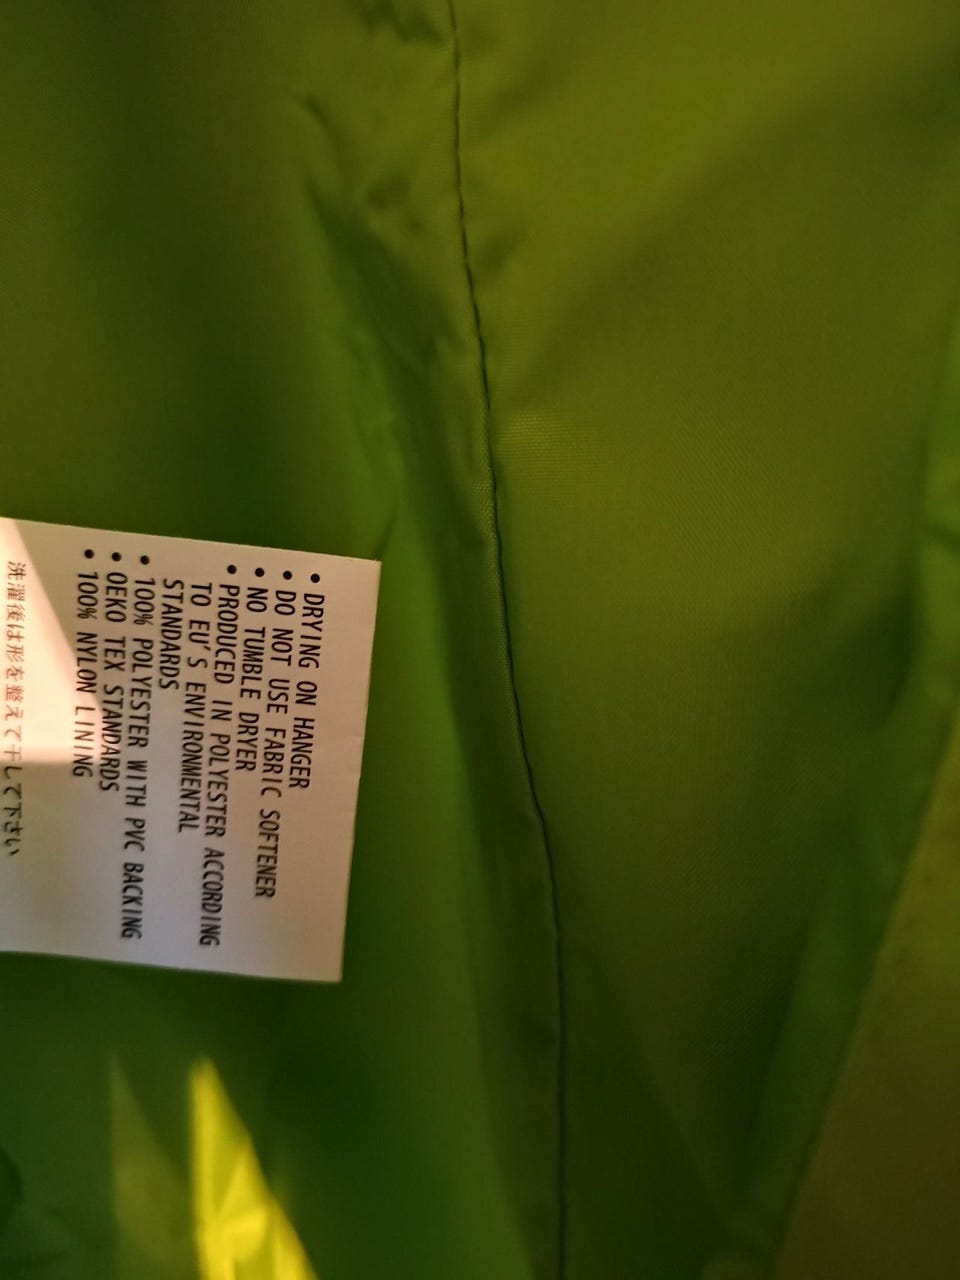 • DRYING ON HANGER
• DO NOT USE FABRIC SOFTENER
• NO TUMBLE DRYER
• PRODUCED IN POLYESTER ACCORDING
TO EU'S ENVIRONMENTAL
STANDARDS
• 100% POLYESTER WITH PVC BACKING
• OEKO TEX STANDARDS
• 100% NYLON LINING
洗濯後は形を整えて干して下さい